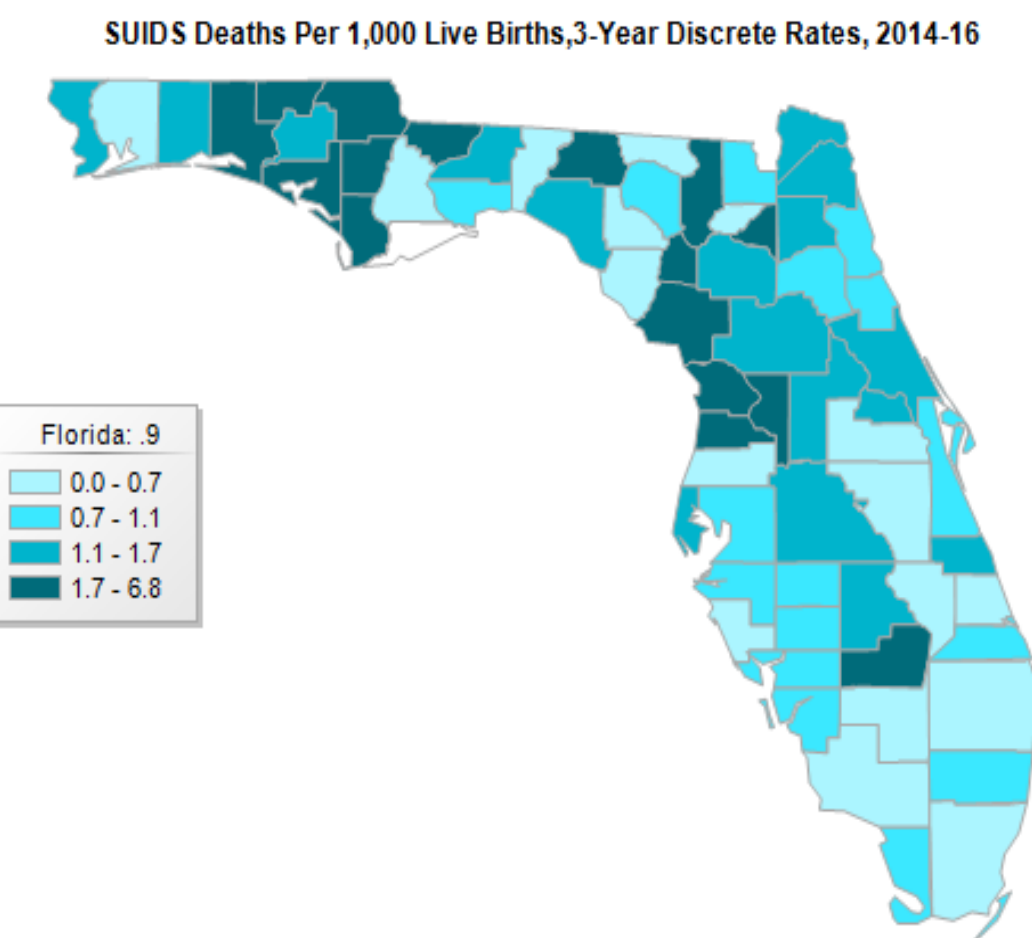 SUIDS Deaths Per 1,000 Live Births,3-Year Discrete Rates, 2014-16
Florida: .9
0.0 - 0.7
0.7 - 1.1
1.1 - 1.7
1.7 - 6.8